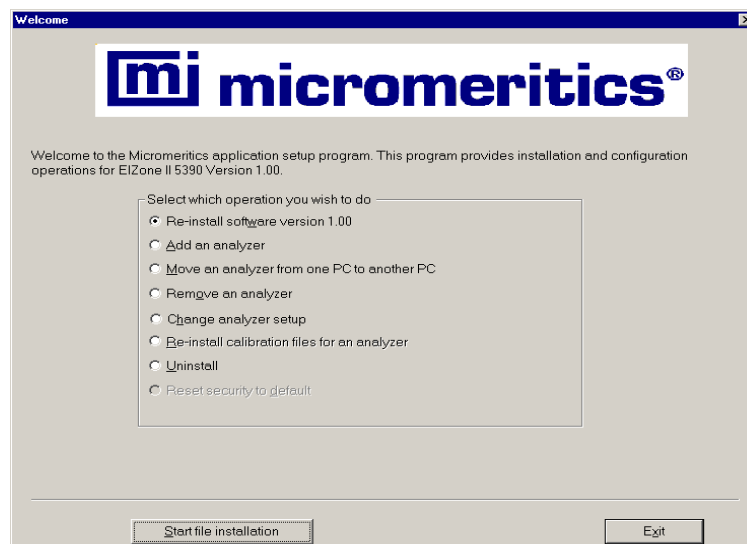 Welcome
mi micromeritics®
Welcome to the Micromeritics application setup program. This program provides installation and configuration
operations for ElZone II 5390 Version 1.00.
Select which operation you wish to do
Re-install software version 1.00
Add an analyzer
Move an analyzer from one PC to another PC
Remove an analyzer
Change analyzer setup
Re-install calibration files for an analyzer
Uninstall
Reset security to default
Start file installation
Exit